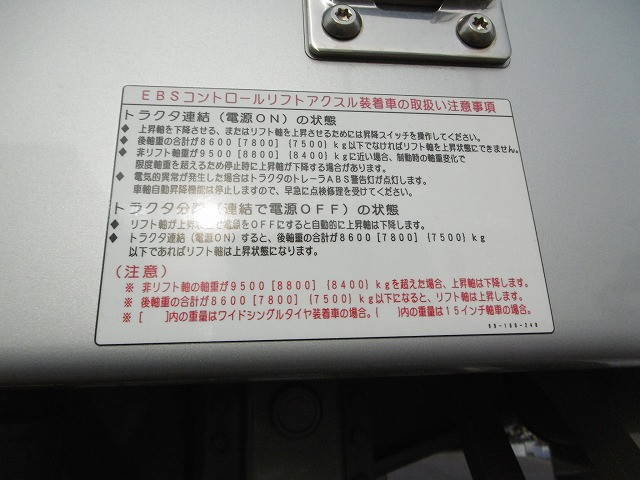 EBSコントロールリフトアクスル装着車の取扱い注意事項
トラクタ連結(電源ON)の状態
◆ 上昇軸を下降させる、またはリフト軸を上昇させるためには昇降スイッチを操作してください。
◆ 後軸重の合計が8600 [7800] {7500} kg以下でなければリフト軸を上昇状態にできません。
◆ 非リフト軸重が9500 [8800] {8400} kgに近い場合、制動時の軸重変化で
限度軸重を超えるため停止時に上昇軸が下降する場合があります。
◆ 電気的異常が発生した場合はトラクタのトレーラABS警告灯が点灯します。
車軸自動昇降機能は停止しますので、早急に点検修理を受けてください。
トラクタ分離(連結で電源OFF)の状態
◆ リフト軸が上昇状態で電源をOFFにすると自動的に上昇軸は下降します。
◆ トラクタ連結(電源ON)すると、後軸重の合計が8600 [7800] {7500} kg
以下であればリフト軸は上昇状態になります。
(注意)
※ 非リフト軸の軸重が9500 [8800] {8400} kgを超えた場合、上昇軸は下降します。
※ 後軸重の合計が8600 [7800] {7500} kg以下になると、リフト軸は上昇します。
※ [ ]内の重量はワイドシングルタイヤ装着車の場合。{ }内の重量は15インチ軸車の場合。